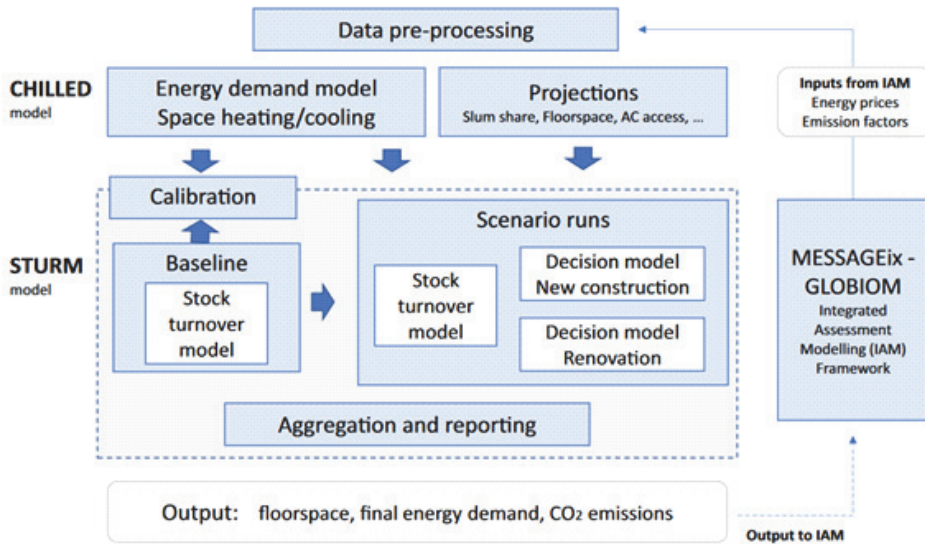 Data pre-processing
CHILLED
model
Energy demand model
Space heating/cooling
Projections
Slum share, Floorspace, AC access, ...
Inputs from IAM
Energy prices
Emission factors
Calibration
STURM
model
Baseline
Stock
turnover
model
Scenario runs
Stock
turnover
model
Decision model
New construction
Decision model
Renovation
MESSAGEix -
GLOBIOM
Integrated
Assessment
Modelling (IAM)
Framework
Aggregation and reporting
Output: floorspace, final energy demand, CO₂ emissions
Output to IAM